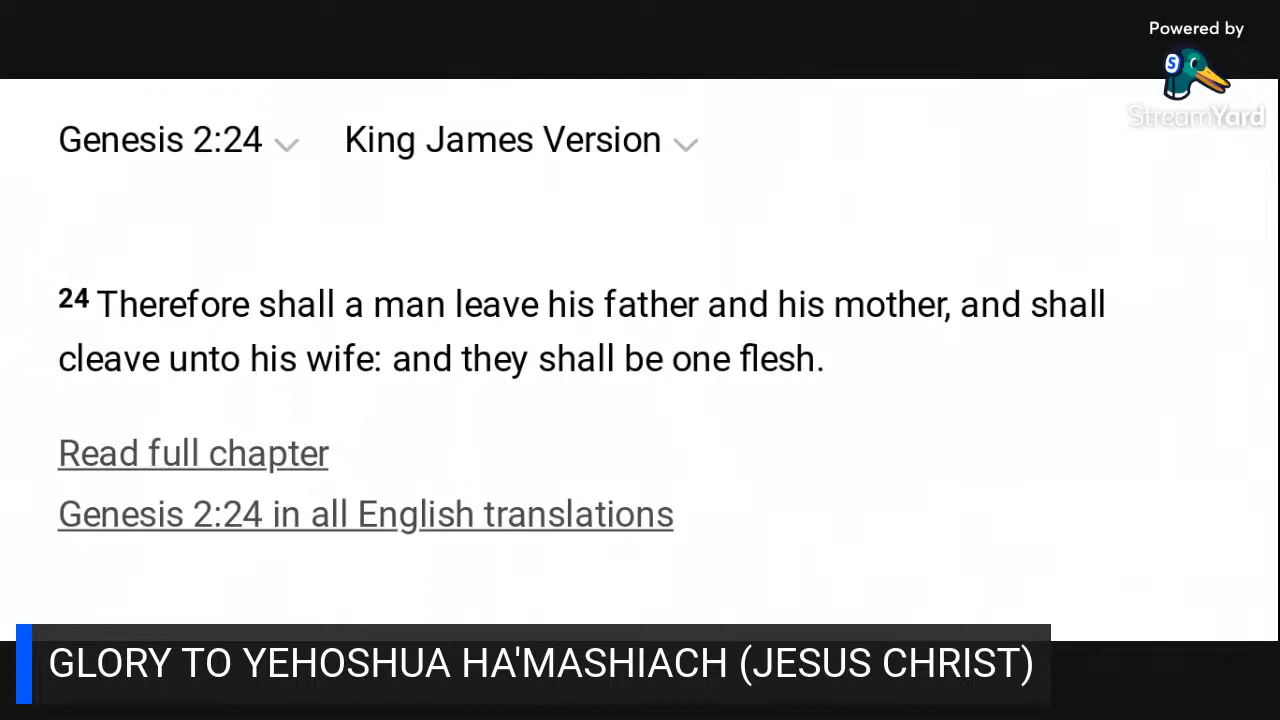 Powered by
S
StreamYard
Genesis 2:24 King James Version
24 Therefore shall a man leave his father and his mother, and shall
cleave unto his wife: and they shall be one flesh.
Read full chapter
Genesis 2:24 in all English translations
GLORY TO YEHOSHUA HA'MASHIACH (JESUS CHRIST)